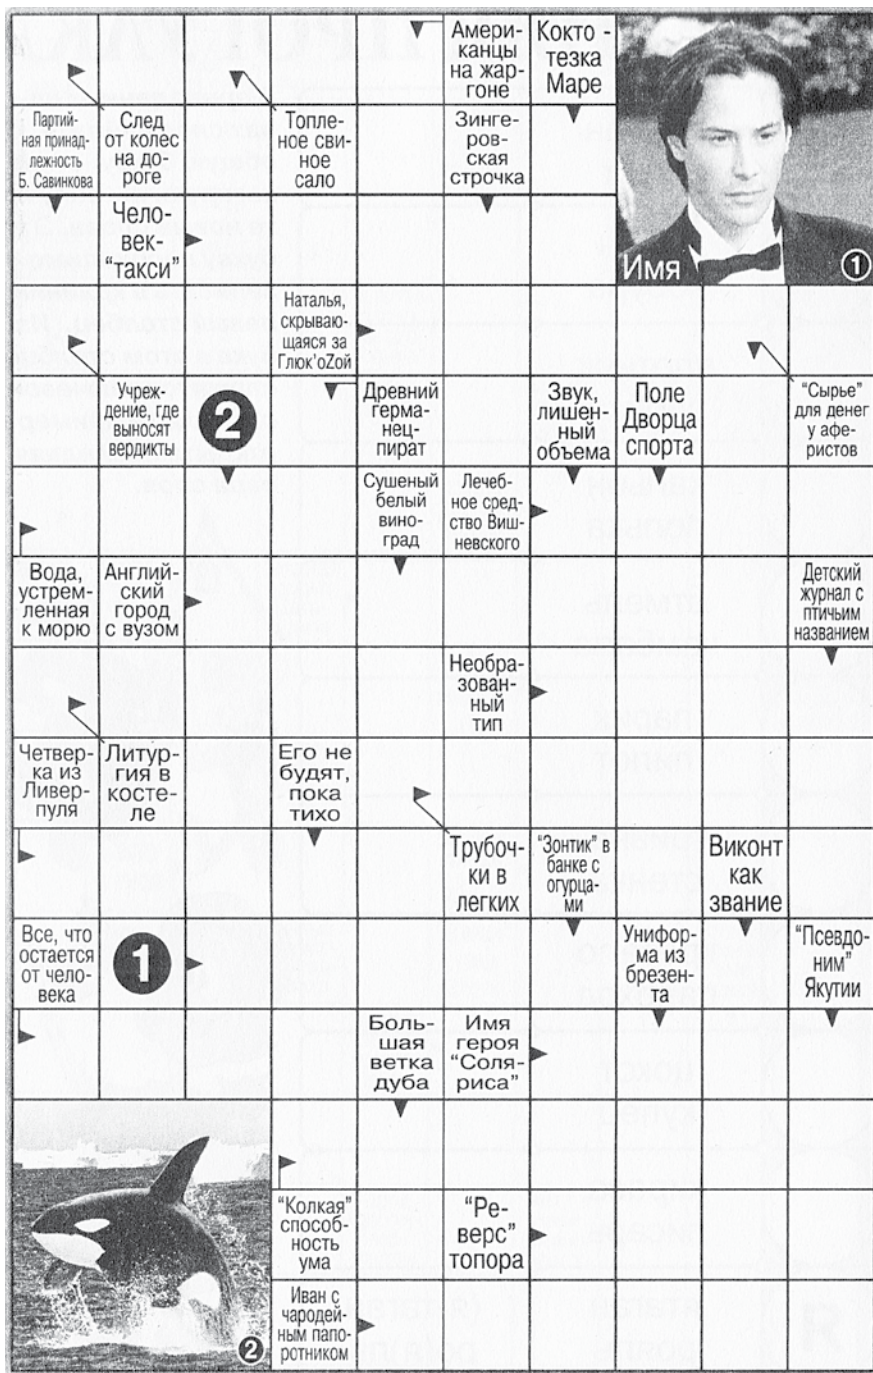 Амери-
канцы
на жар-
гоне
Кокто -
тезка
Маре
Партий-
ная принад-
лежность
Б. Савинкова
След
от колес
на до-
роге
Топле-
ное сви-
ное
сало
Зинге-
ров-
ская
строчка
Имя
1
Чело-
век-
“такси”
Наталья,
скрываю-
щаяся за
Глюк’оZой
Учреж-
дение, где
выносят
вердикты
2
Древний
герма-
нец-
пират
Звук,
лишен-
ный
объема
Поле
Дворца
спорта
“Сырье”
для денег
у афе-
ристов
Сушеный
белый
вино-
град
Лечеб-
ное сред-
ство Виш-
невского
Вода,
устрем-
ленная
к морю
Англий-
ский
город
с вузом
Детский
журнал с
птичьим
названием
Необра-
зован-
ный
тип
Четвер-
ка из
Ливер-
пуля
Литур-
гия в
косте-
ле
Его не
будят,
пока
тихо
Трубоч-
ки в
легких
“Зонтик” в
банке с
огурца-
ми
Виконт
как
звание
Все, что
остается
от чело-
века
1
Унифор-
ма из
брезен-
та
“Псевдо-
ним”
Якутии
Боль-
шая
ветка
дуба
Имя
героя
“Соля-
риса”
“Колкая”
способ-
ность
ума
“Ре-
верс”
топора
Иван с
чародей-
ным папо-
ротником
2